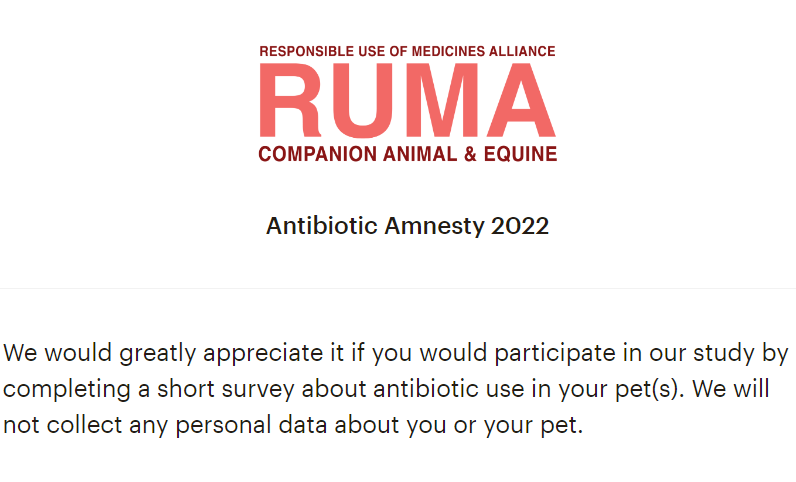 RESPONSIBLE USE OF MEDICINES ALLIANCE
RUMA
COMPANION ANIMAL & EQUINE
Antibiotic Amnesty 2022
We would greatly appreciate it if you would participate in our study by
completing a short survey about antibiotic use in your pet(s). We will
not collect any personal data about you or your pet.